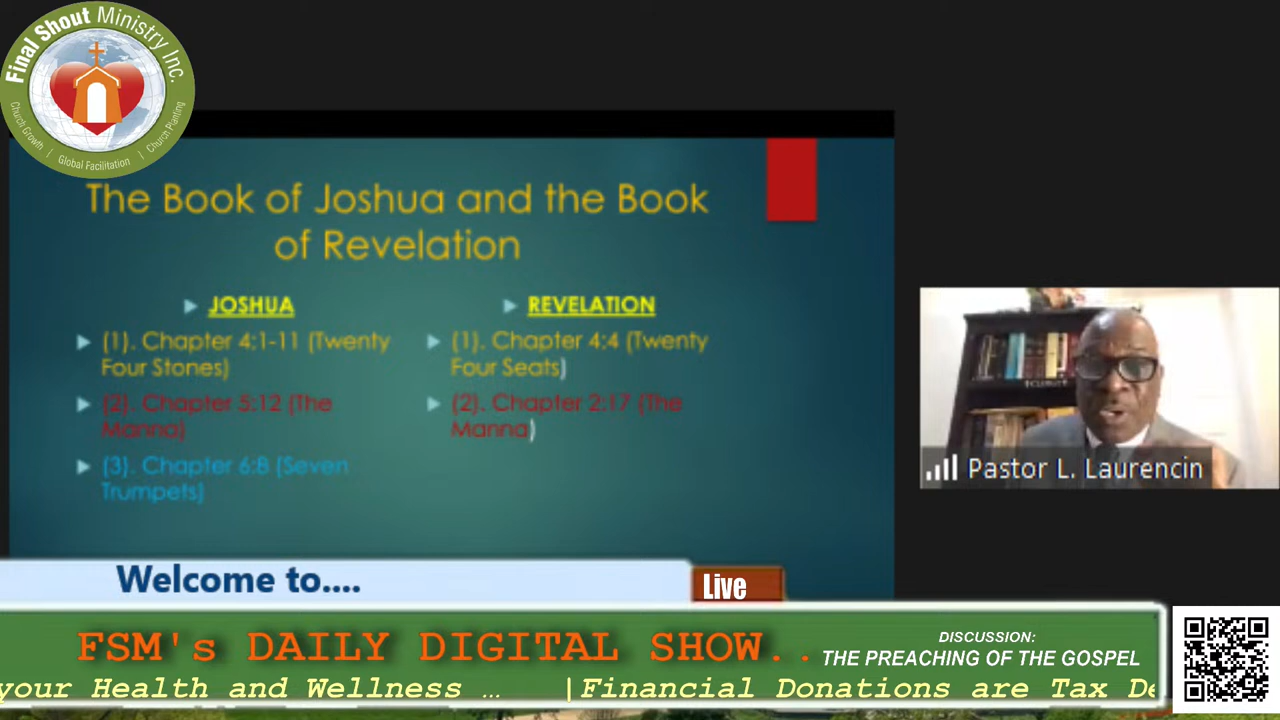 Final Shout Ministry Inc.
Church Growth | Global Facilitation | Church Planting
The Book of Joshua and the Book
of Revelation
JOSHUA
(1). Chapter 4:1-11 (Twenty
Four Stones)
(2). Chapter 5:12 (The
Manna)
(3). Chapter 6:8 (Seven
Trumpets)
REVELATION
(1). Chapter 4:4 (Twenty
Four Seats)
(2). Chapter 2:17 (The
Manna)
Pastor L. Laurencin
Welcome to....
Live
FSM's DAILY DIGITAL SHOW..
DISCUSSION:
THE PREACHING OF THE GOSPEL
your Health and Wellness … |Financial Donations are Tax De